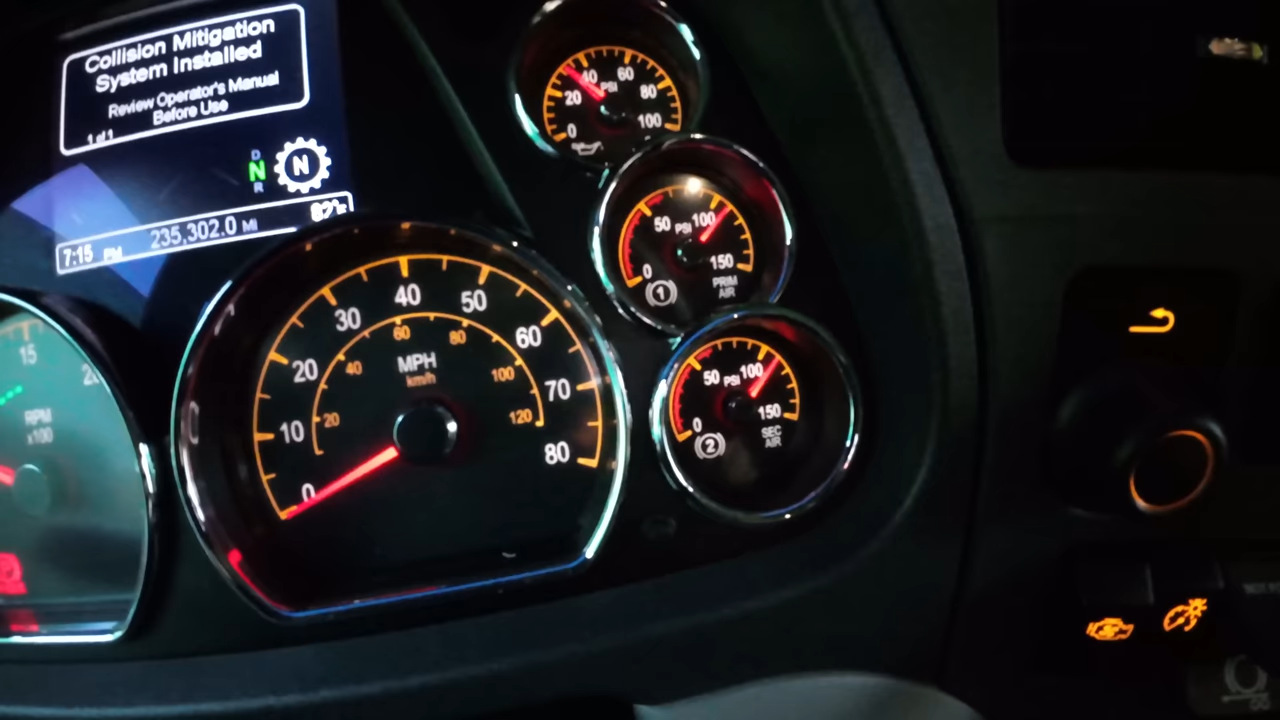 Collision Mitigation
System Installed
Review Operator's Manual
Before Use
1 of 1
D
N
R
N
82°F
7:15 PM 235,302.0 MI
15
20
RPM
x100
0
10
20
30
40
50
60
70
80
MPH
km/h
20
40
60
80
100
120
0
20
40
60
80
100
PSI
0
50
100
150
PSI
1
PRIM
AIR
0
50
100
150
PSI
2
SEC
AIR